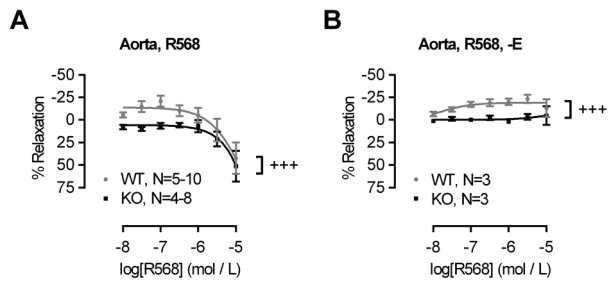 A
Aorta, R568
-50
-25
0
25
50
75
% Relaxation
WT, N=5-10
KO, N=4-8
+++
-8 -7 -6 -5
log[R568] (mol / L)
B
Aorta, R568, -E
-50
-25
0
25
50
75
% Relaxation
WT, N=3
KO, N=3
+++
-8 -7 -6 -5
log[R568] (mol / L)